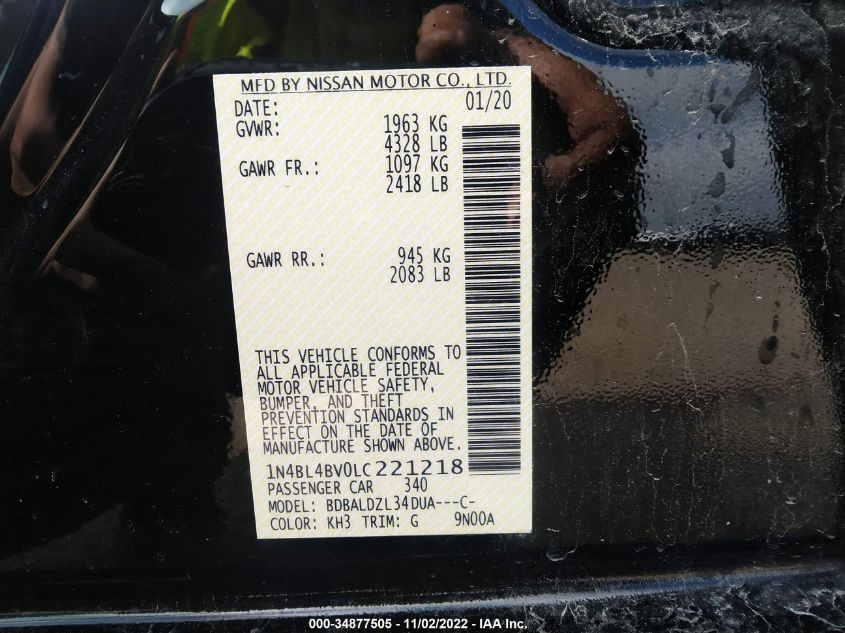 MFD BY NISSAN MOTOR CO., LTD.
DATE: 01/20
GVWR: 1963 KG
4328 LB
GAWR FR.: 1097 KG
2418 LB
GAWR RR.: 945 KG
2083 LB
THIS VEHICLE CONFORMS TO
ALL APPLICABLE FEDERAL
MOTOR VEHICLE SAFETY,
BUMPER, AND THEFT
PREVENTION STANDARDS IN
EFFECT ON THE DATE OF
MANUFACTURE SHOWN ABOVE.
1N4BL4BV0LC221218
PASSENGER CAR 340
MODEL: BDBALDZL34DUA---C-
COLOR: KH3 TRIM: G 9N00A
000-34877505 - 11/02/2022 - IAA Inc.